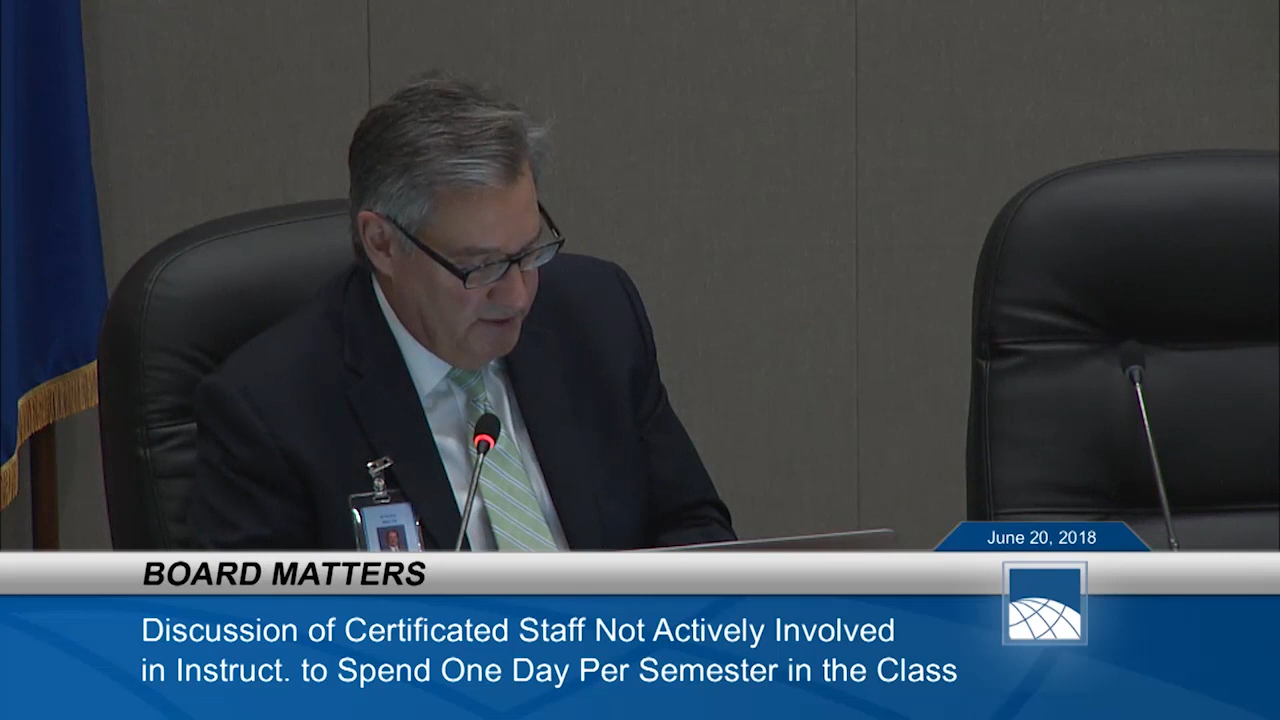 June 20, 2018
BOARD MATTERS
Discussion of Certificated Staff Not Actively Involved
in Instruct. to Spend One Day Per Semester in the Class